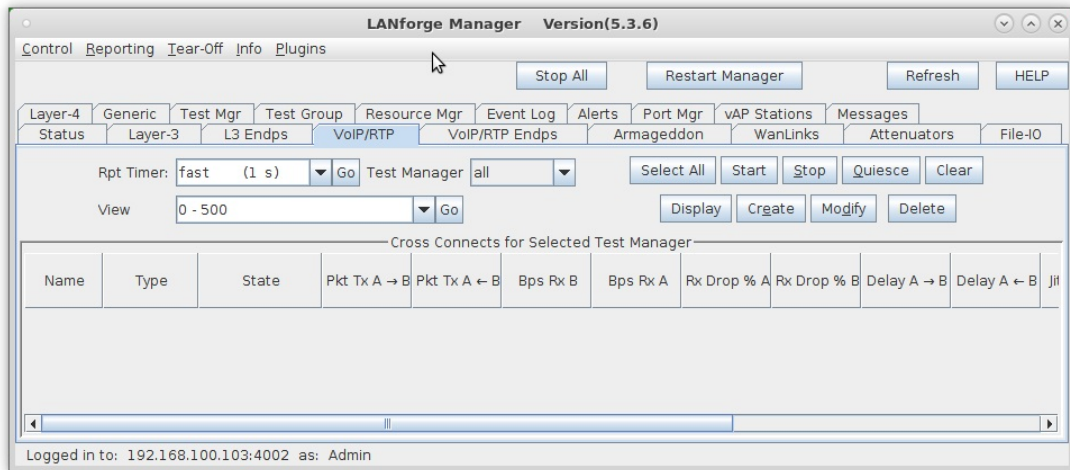 LANforge Manager Version(5.3.6)
Control Reporting Tear-Off Info Plugins
Stop All Restart Manager Refresh HELP
Layer-4 Generic Test Mgr Test Group Resource Mgr Event Log Alerts Port Mgr vAP Stations Messages
Status Layer-3 L3 Endps VoIP/RTP VoIP/RTP Endps Armageddon WanLinks Attenuators File-IO
Rpt Timer: fast (1 s) Go Test Manager all Select All Start Stop Quiesce Clear
View 0 - 500 Go Display Create Modify Delete
Cross Connects for Selected Test Manager
Name Type State Pkt Tx A → B Pkt Tx A ← B Bps Rx B Bps Rx A Rx Drop % A Rx Drop % B Delay A → B Delay A ← B Jit
Logged in to: 192.168.100.103:4002 as: Admin